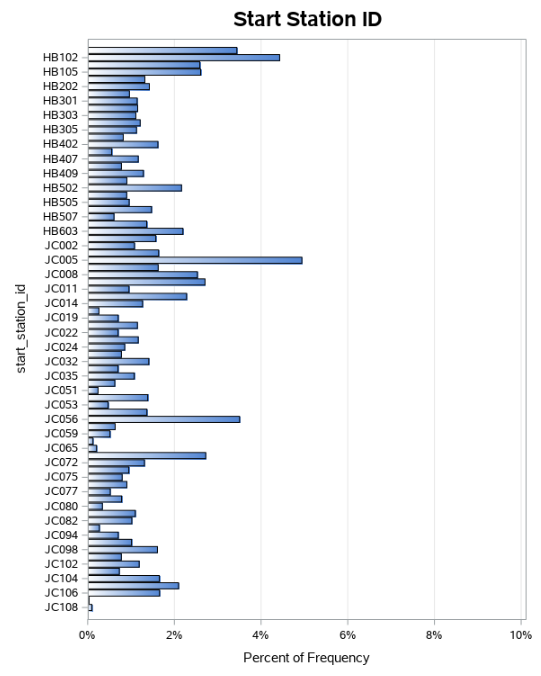 Start Station ID
HB102
HB105
HB202
HB301
HB303
HB305
HB402
HB407
HB409
HB502
HB505
HB507
HB603
JC002
JC005
JC008
JC011
JC014
JC019
JC022
JC024
JC032
JC035
JC051
JC053
JC056
JC059
JC065
JC072
JC075
JC077
JC080
JC082
JC094
JC098
JC102
JC104
JC106
JC108
start_station_id
0% 2% 4% 6% 8% 10%
Percent of Frequency